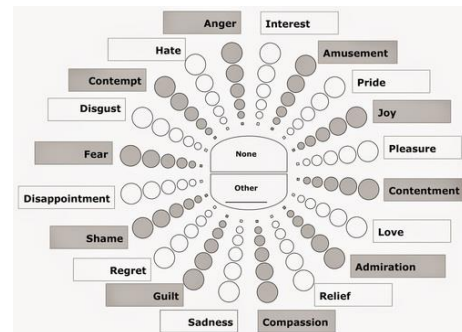 Anger
Interest
Hate
Amusement
Contempt
Pride
Disgust
Joy
Fear
None
Pleasure
Other
Disappointment
Contentment
Shame
Love
Regret
Admiration
Guilt
Relief
Sadness
Compassion